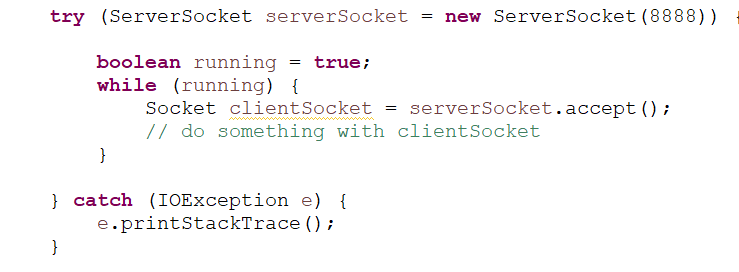 try (ServerSocket serverSocket = new ServerSocket(8888)) {
boolean running = true;
while (running) {
Socket clientSocket = serverSocket.accept();
// do something with clientSocket
}
} catch (IOException e) {
e.printStackTrace();
}